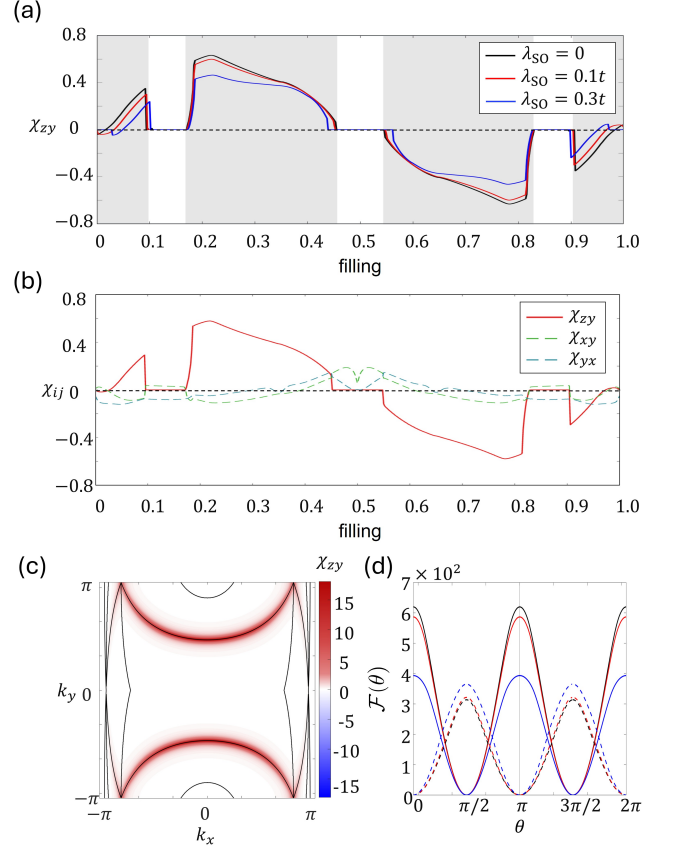 (a)
0.8
0.4
0
−0.4
−0.8
χzy
λSO = 0
λSO = 0.1t
λSO = 0.3t
0 0.1 0.2 0.3 0.4 0.5 0.6 0.7 0.8 0.9 1.0
filling
(b)
0.8
0.4
0
−0.4
−0.8
χij
χzy
χxy
χyx
0 0.1 0.2 0.3 0.4 0.5 0.6 0.7 0.8 0.9 1.0
filling
(c)
χzy
π
ky 0
−π
−π 0 π
kx
15
10
5
0
-5
-10
-15
(d)
7 × 10²
6
5
4
3
2
1
0
ℱ(θ)
0 π/2 π 3π/2 2π
θ